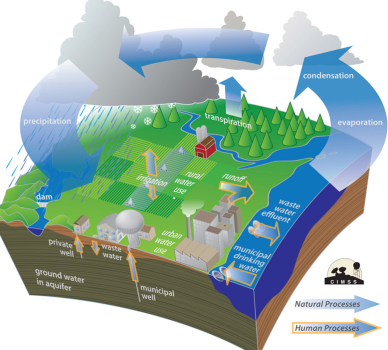 condensation
precipitation
transpiration
evaporation
irrigation
rural
water
use
runoff
dam
waste
water
effluent
urban
water
use
municipal
drinking
water
private
well
waste
water
ground water
in aquifer
municipal
well
CIMSS
Natural Processes
Human Processes